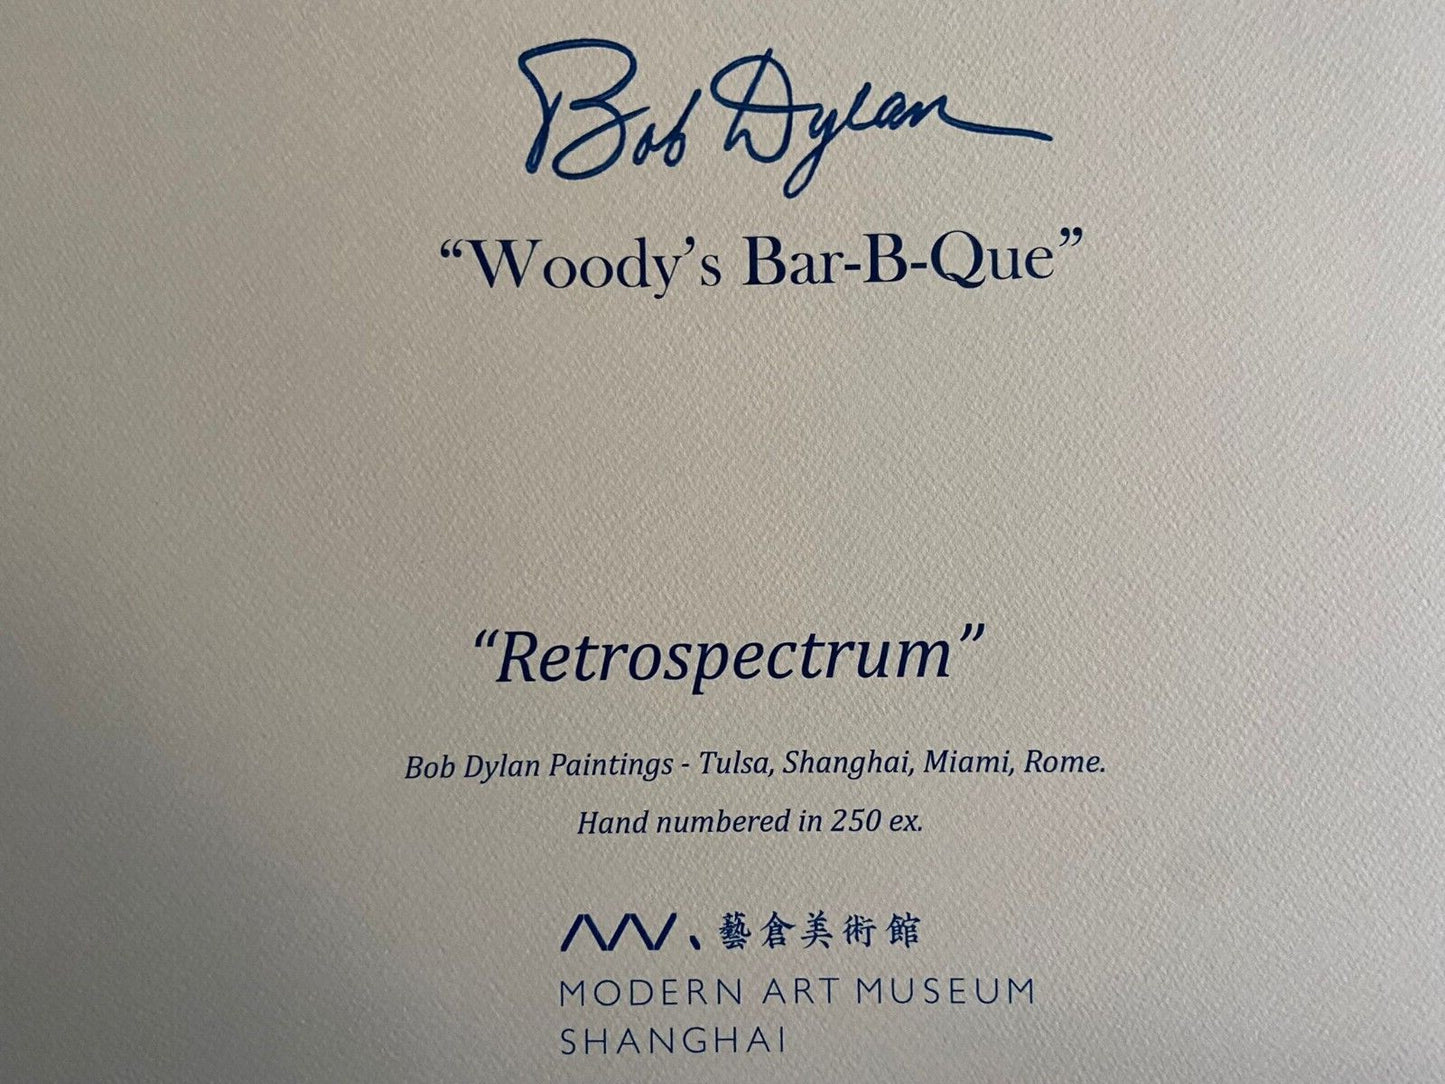 Bob Dylan
“Woody’s Bar-B-Que”
“Retrospectrum”
Bob Dylan Paintings - Tulsa, Shanghai, Miami, Rome.
Hand numbered in 250 ex.
藝倉美術館
MODERN ART MUSEUM
SHANGHAI